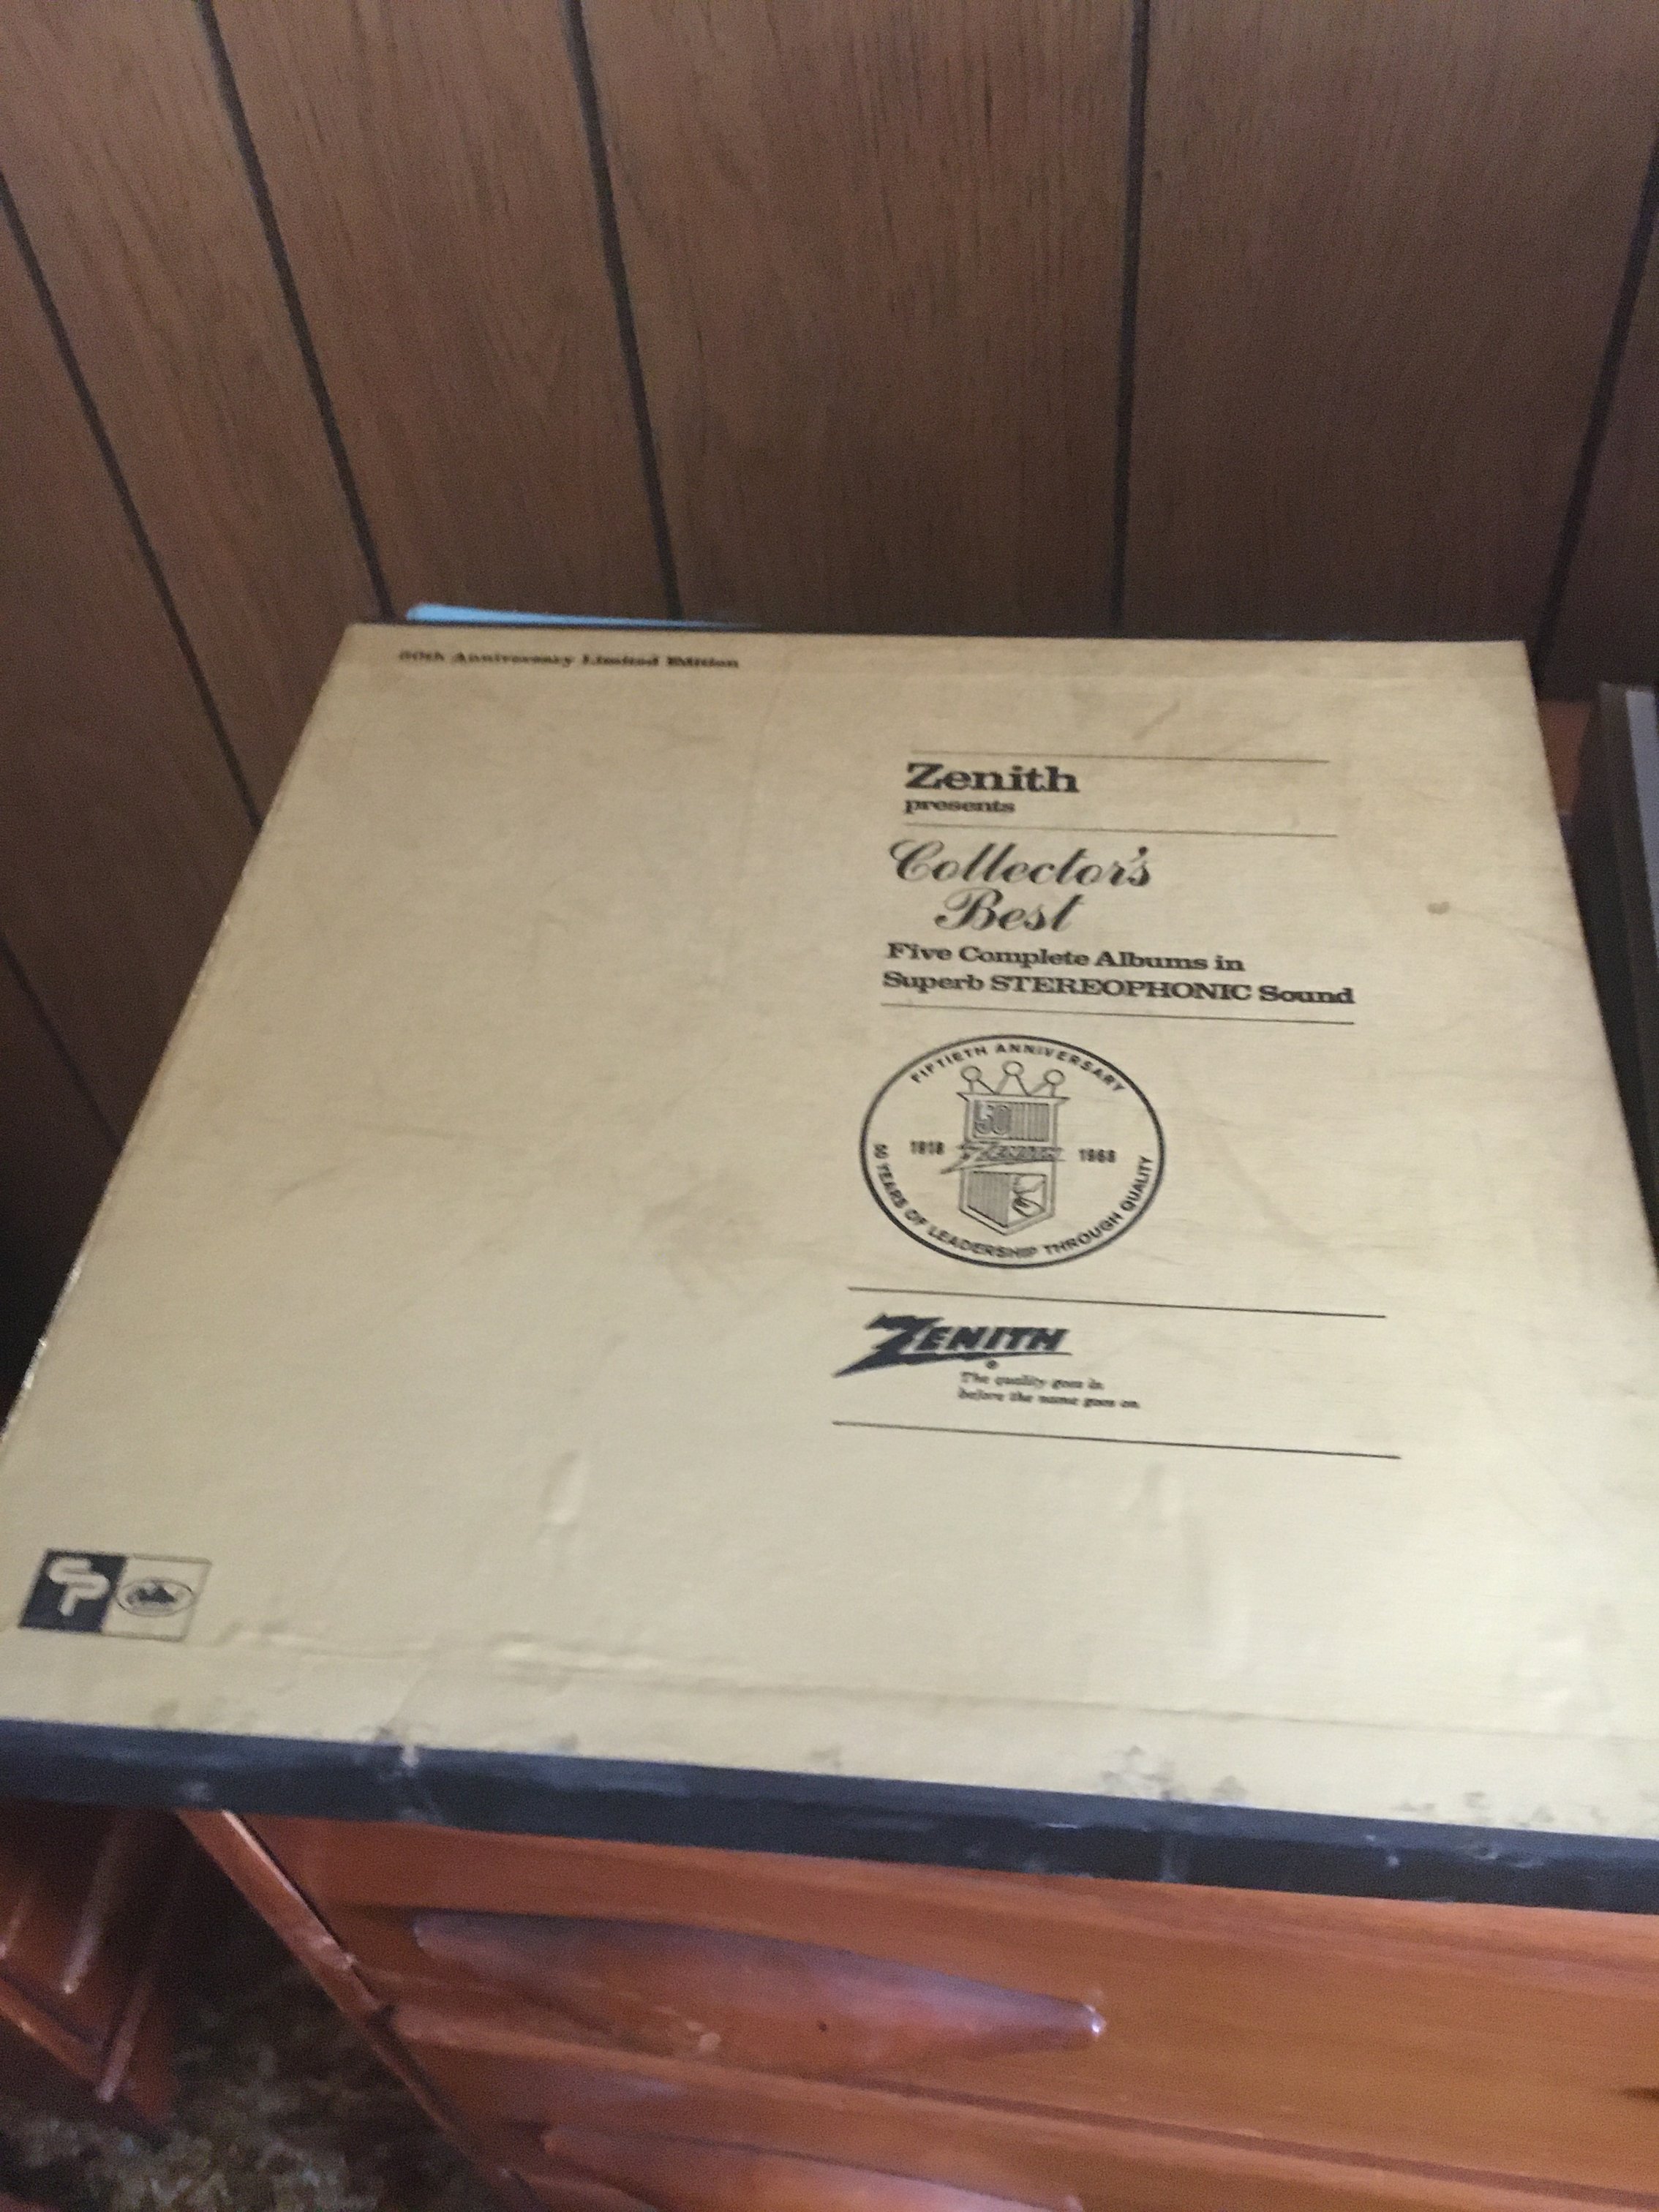 50th Anniversary Limited Edition
Zenith
presents
Collector's
Best
Five Complete Albums in
Superb STEREOPHONIC Sound
FIFTIETH ANNIVERSARY
50
1918 ZENITH 1968
50 YEARS OF LEADERSHIP THROUGH QUALITY
ZENITH
®
The quality goes in
before the name goes on